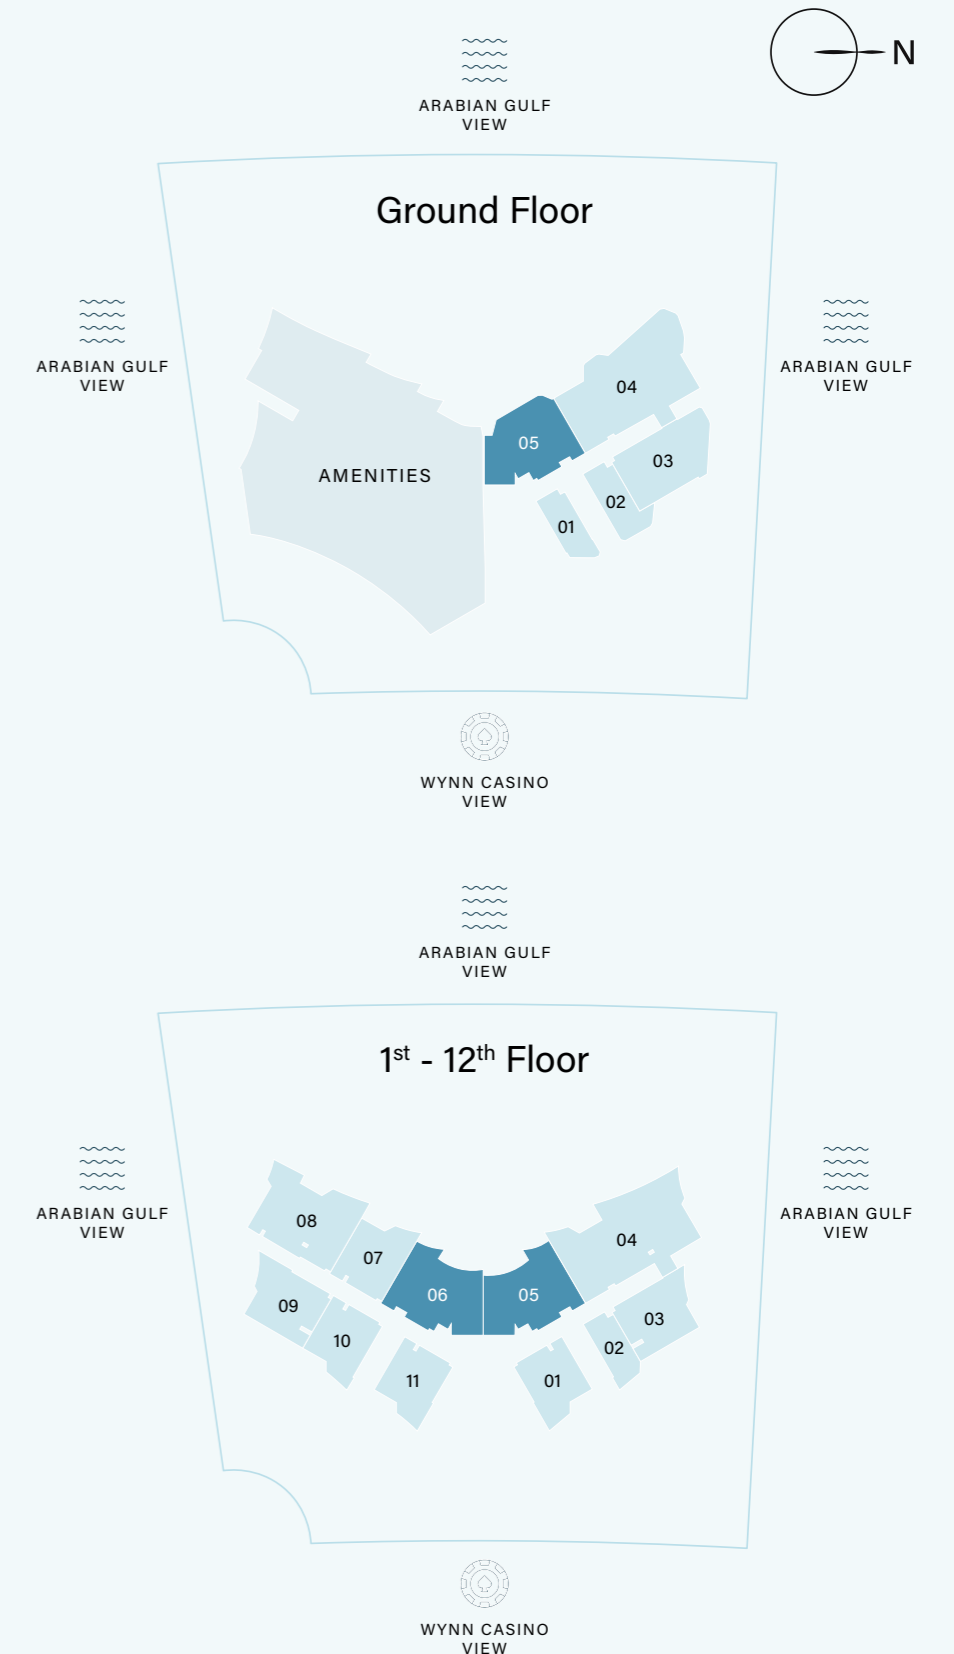 N
ARABIAN GULF
VIEW
Ground Floor
ARABIAN GULF
VIEW
ARABIAN GULF
VIEW
04
05
03
AMENITIES
02
01
WYNN CASINO
VIEW
ARABIAN GULF
VIEW
1st - 12th Floor
ARABIAN GULF
VIEW
ARABIAN GULF
VIEW
08
04
07
06
05
09
03
10
02
11
01
WYNN CASINO
VIEW